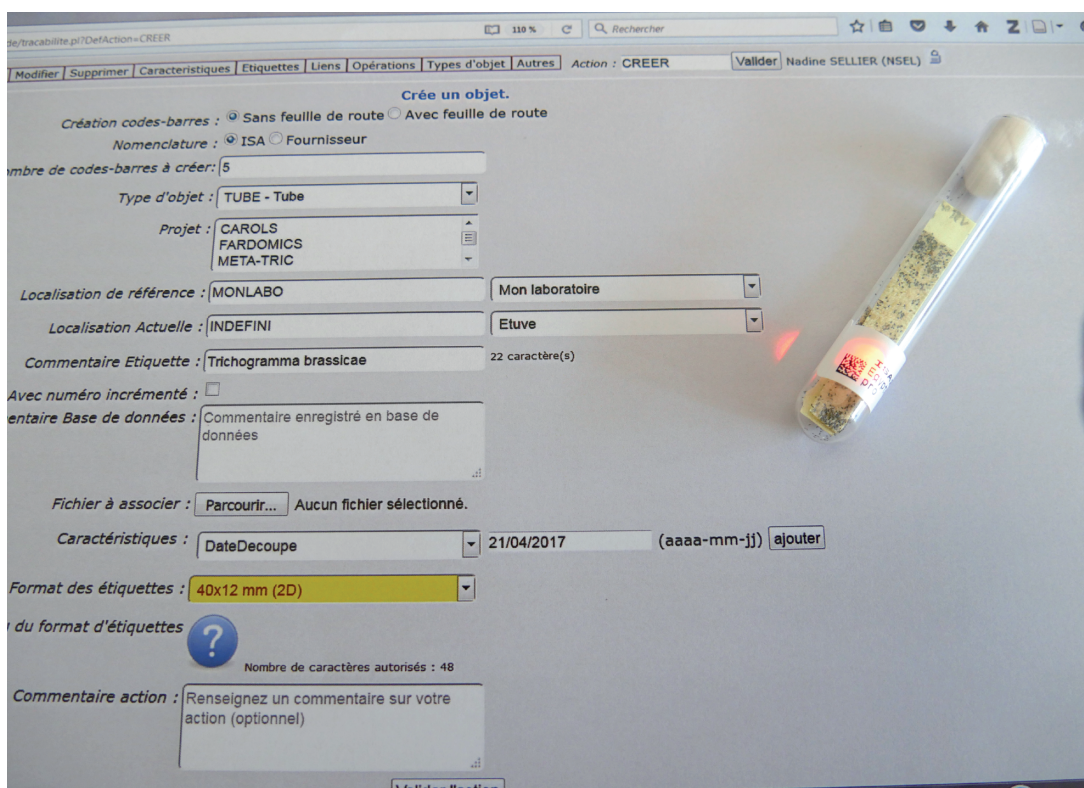 de/tracabilite.pl?DefAction=CREER
110 %
Rechercher
Modifier Supprimer Caracteristiques Etiquettes Liens Opérations Types d'objet Autres Action : CREER Valider Nadine SELLIER (NSEL)
Crée un objet.
Création codes-barres : Sans feuille de route Avec feuille de route
Nomenclature : ISA Fournisseur
ombre de codes-barres à créer: 5
Type d'objet : TUBE - Tube
Projet : CAROLS
FARDOMICS
META-TRIC
Localisation de référence : MONLABO Mon laboratoire
Localisation Actuelle : INDEFINI Etuve
Commentaire Etiquette : Trichogramma brassicae 22 caractère(s)
Avec numéro incrémenté :
entaire Base de données : Commentaire enregistré en base de
données
Fichier à associer : Parcourir... Aucun fichier sélectionné.
Caractéristiques : DateDecoupe 21/04/2017 (aaaa-mm-jj) ajouter
Format des étiquettes : 40x12 mm (2D)
du format d'étiquettes
?
Nombre de caractères autorisés : 48
Commentaire action : Renseignez un commentaire sur votre
action (optionnel)